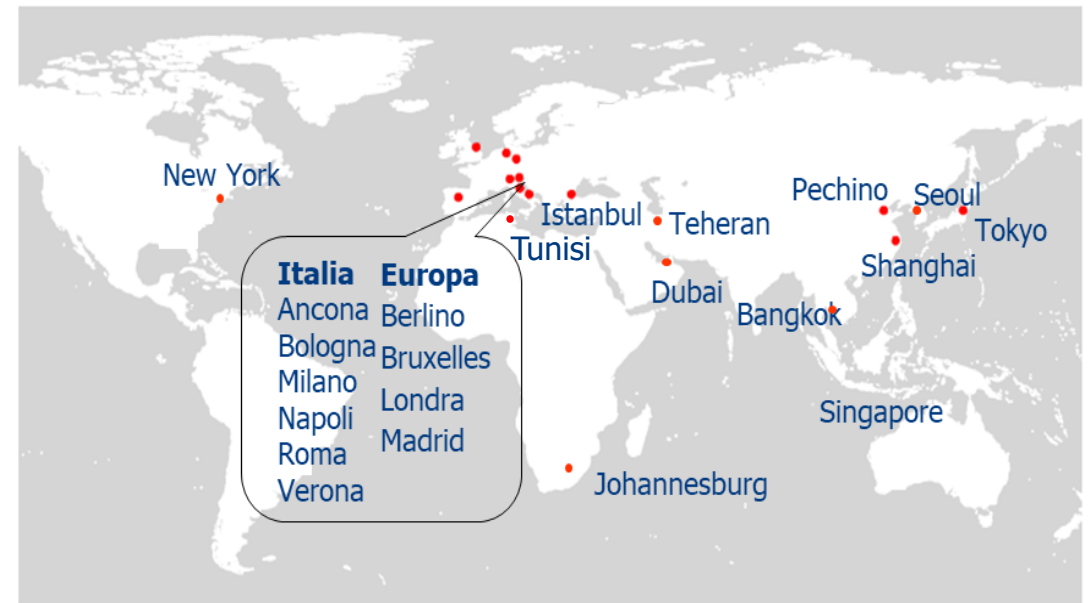 New York
Pechino
Seoul
Istanbul
Teheran
Tokyo
Tunisi
Shanghai
Dubai
Bangkok
Singapore
Johannesburg
Italia
Ancona
Bologna
Milano
Napoli
Roma
Verona
Europa
Berlino
Bruxelles
Londra
Madrid